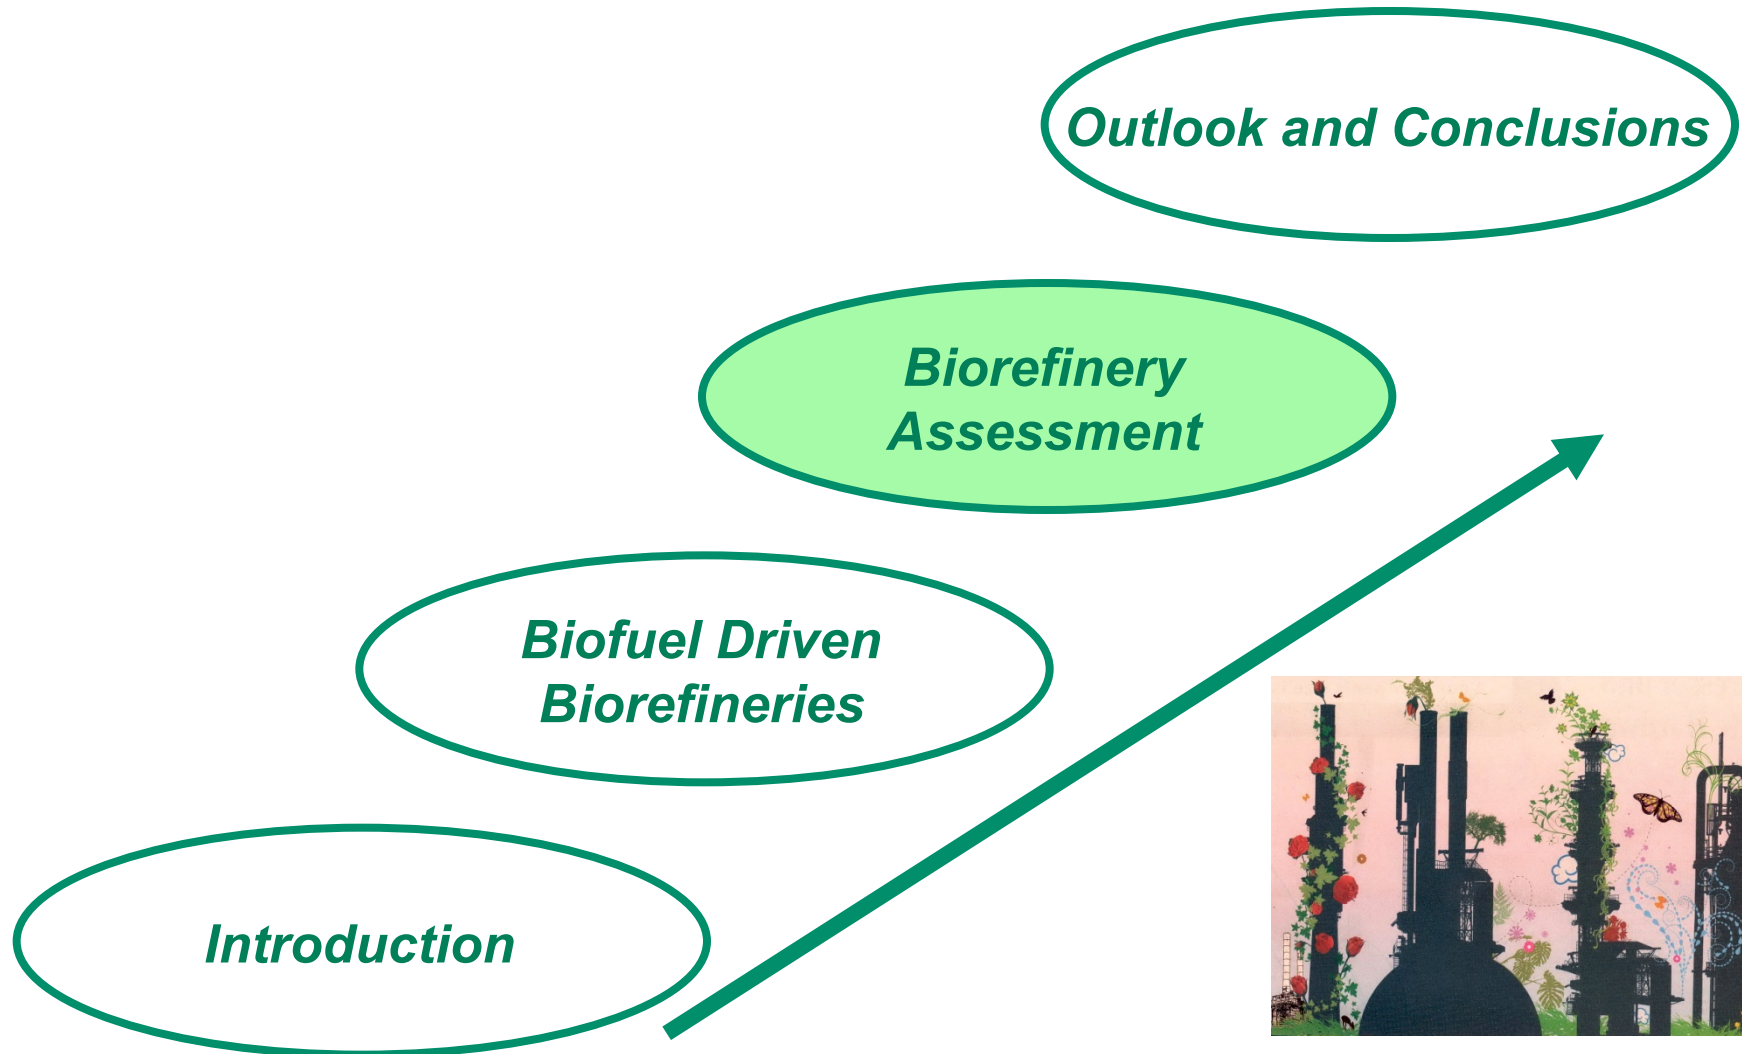 Outlook and Conclusions
Biorefinery
Assessment
Biofuel Driven
Biorefineries
Introduction